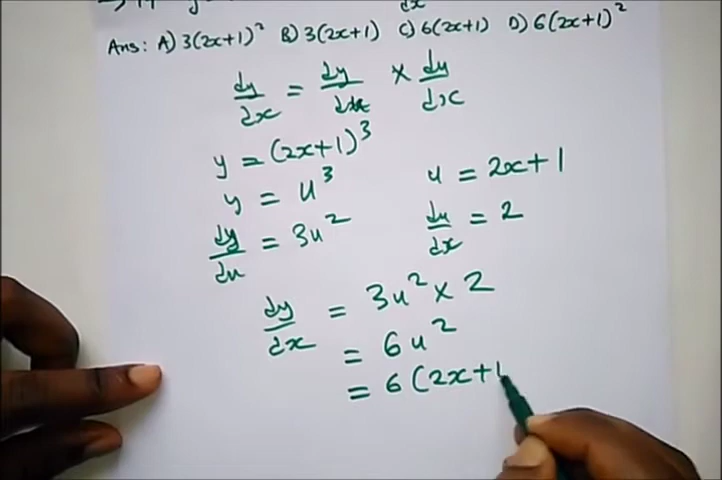 dx
Ans: A) 3(2x+1)² B) 3(2x+1) C) 6(2x+1) D) 6(2x+1)²
dy/dx = dy/ × dy/dx
y = (2x+1)³
y = u³ u = 2x+1
dy/du = 3u² du/dx = 2
dy/dx = 3u² × 2
= 6u²
= 6(2x+1